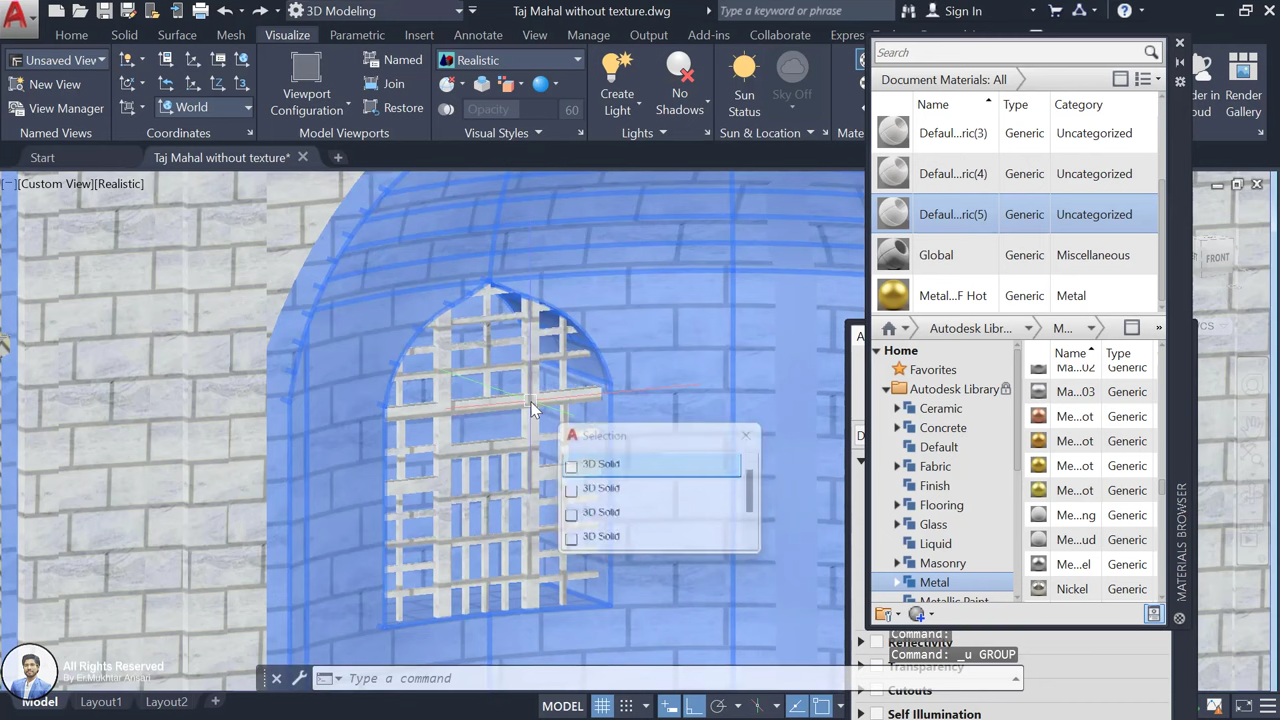 3D Modeling
Taj Mahal without texture.dwg
Type a keyword or phrase
Sign In
Home Solid Surface Mesh Visualize Parametric Insert Annotate View Manage Output Add-ins Collaborate Expres
Unsaved View
New View
View Manager
Named Views
World
Coordinates
Viewport
Configuration
Join
Restore
Model Viewports
Realistic
Opacity 60
Visual Styles
Create
Light
No
Shadows
Lights
Sun
Status
Sky Off
Sun & Location
Render
Gallery
Start
Taj Mahal without texture*
[−][Custom View][Realistic]
FRONT
Search
Document Materials: All
Name Type Category
Defaul...ric(3) Generic Uncategorized
Defaul...ric(4) Generic Uncategorized
Defaul...ric(5) Generic Uncategorized
Global Generic Miscellaneous
Metal...F Hot Generic Metal
Autodesk Libr... M...
Home
Favorites
Autodesk Library
Ceramic
Concrete
Default
Fabric
Finish
Flooring
Glass
Liquid
Masonry
Metal
Metallic Paint
Name Type
Ma...02 Generic
Ma...03 Generic
Me...ot Generic
Me...ot Generic
Me...ot Generic
Me...ot Generic
Me...ng Generic
Me...ud Generic
Me...el Generic
Nickel Generic
MATERIALS BROWSER
Selection
3D Solid
3D Solid
3D Solid
3D Solid
Reflectivity
Transparency
Cutouts
Self Illumination
Command:
Command: _u GROUP
Type a command
All Rights Reserved
Model Layout1 Layout2
MODEL